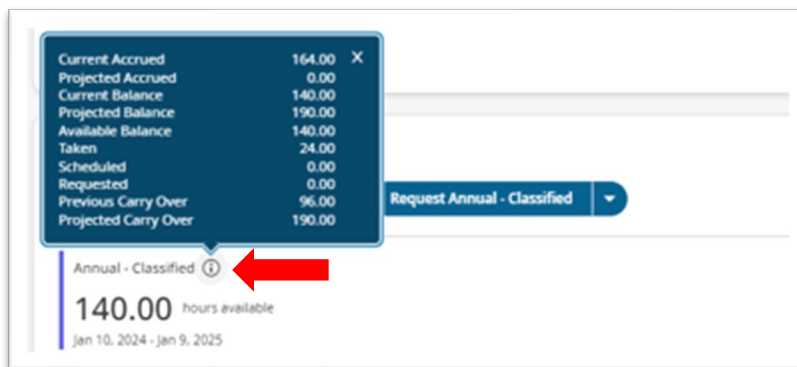 Current Accrued 164.00 X
Projected Accrued 0.00
Current Balance 140.00
Projected Balance 190.00
Available Balance 140.00
Taken 24.00
Scheduled 0.00
Requested 0.00
Previous Carry Over 96.00
Projected Carry Over 190.00
Request Annual - Classified
Annual - Classified
140.00 hours available
Jan 10, 2024 - Jan 9, 2025